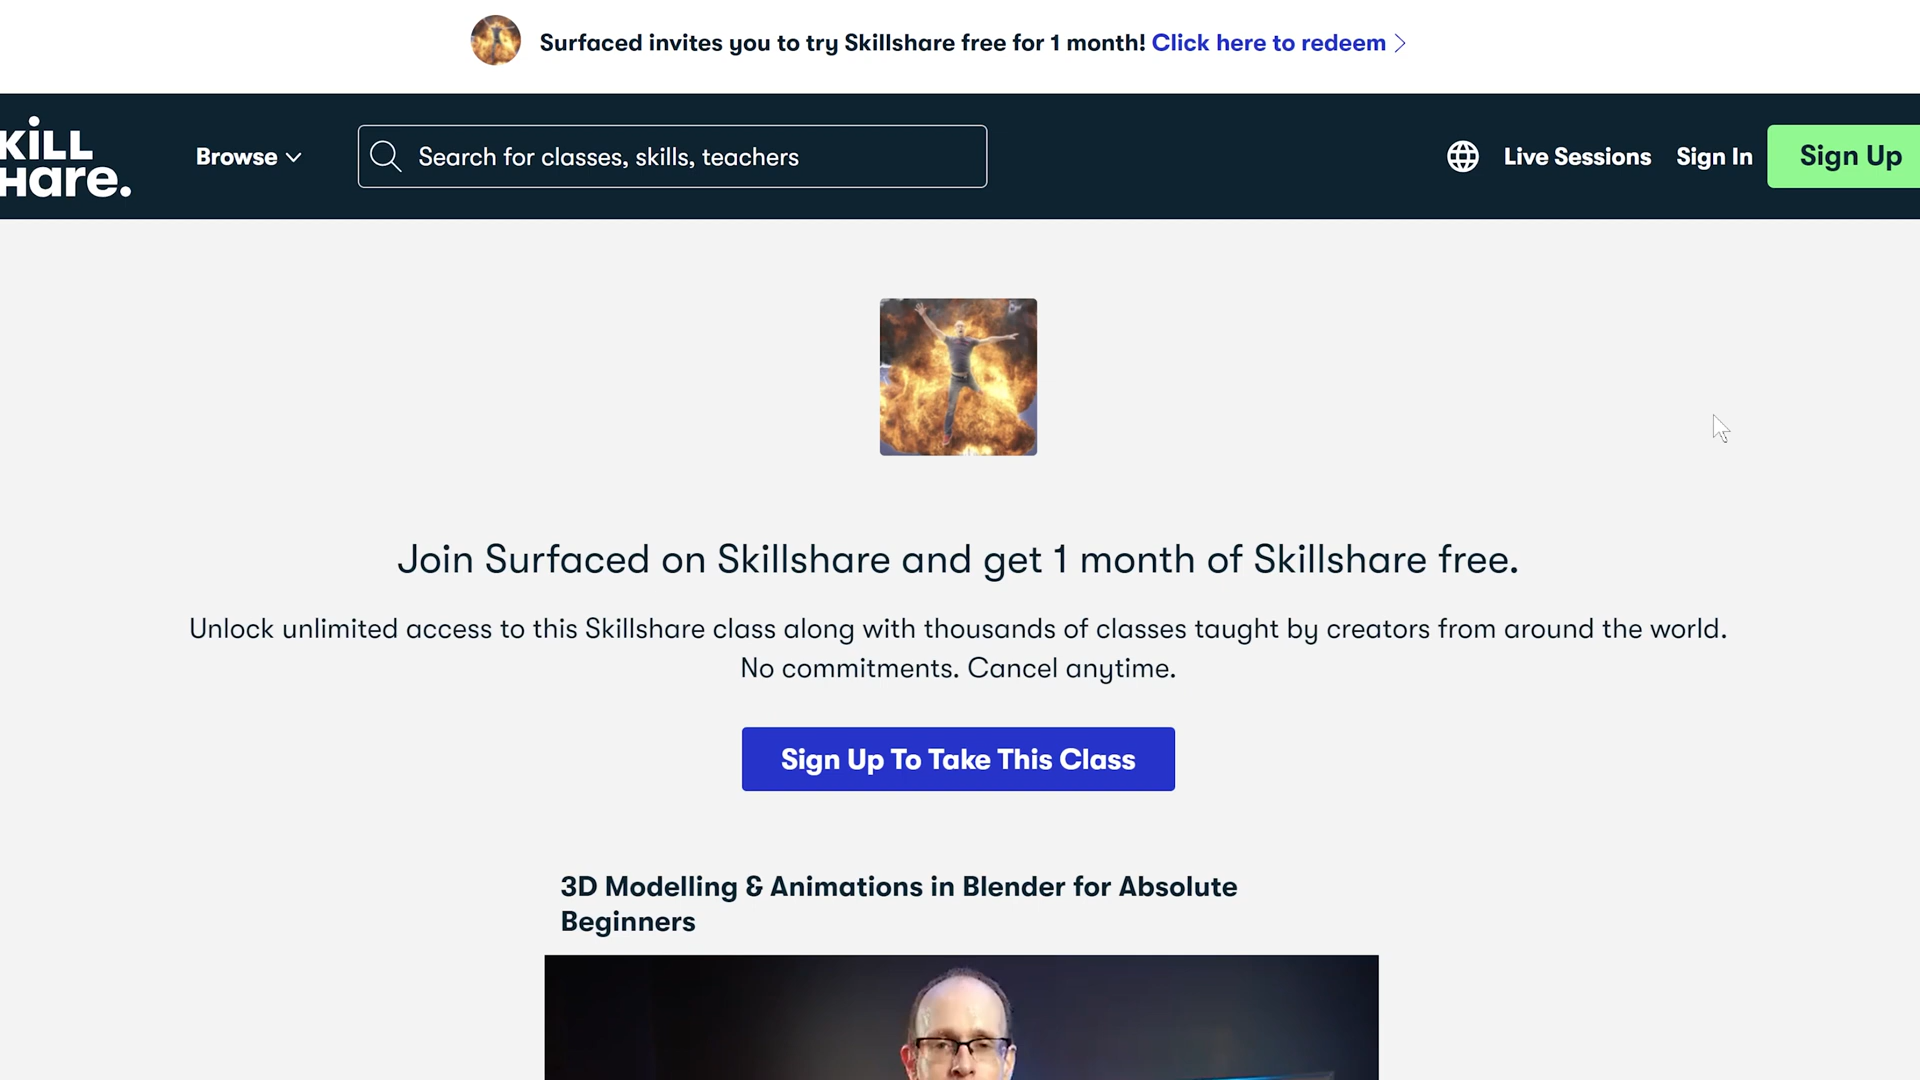 Surfaced invites you to try Skillshare free for 1 month! Click here to redeem
KiLL
Hare.
Browse
Search for classes, skills, teachers
Live Sessions
Sign In
Sign Up
Join Surfaced on Skillshare and get 1 month of Skillshare free.
Unlock unlimited access to this Skillshare class along with thousands of classes taught by creators from around the world.
No commitments. Cancel anytime.
Sign Up To Take This Class
3D Modelling & Animations in Blender for Absolute
Beginners